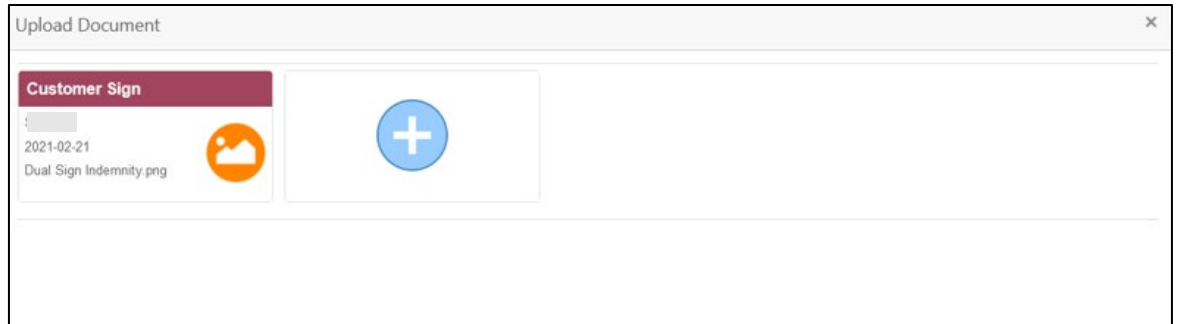 Upload Document
×
Customer Sign
2021-02-21
Dual Sign Indemnity.png